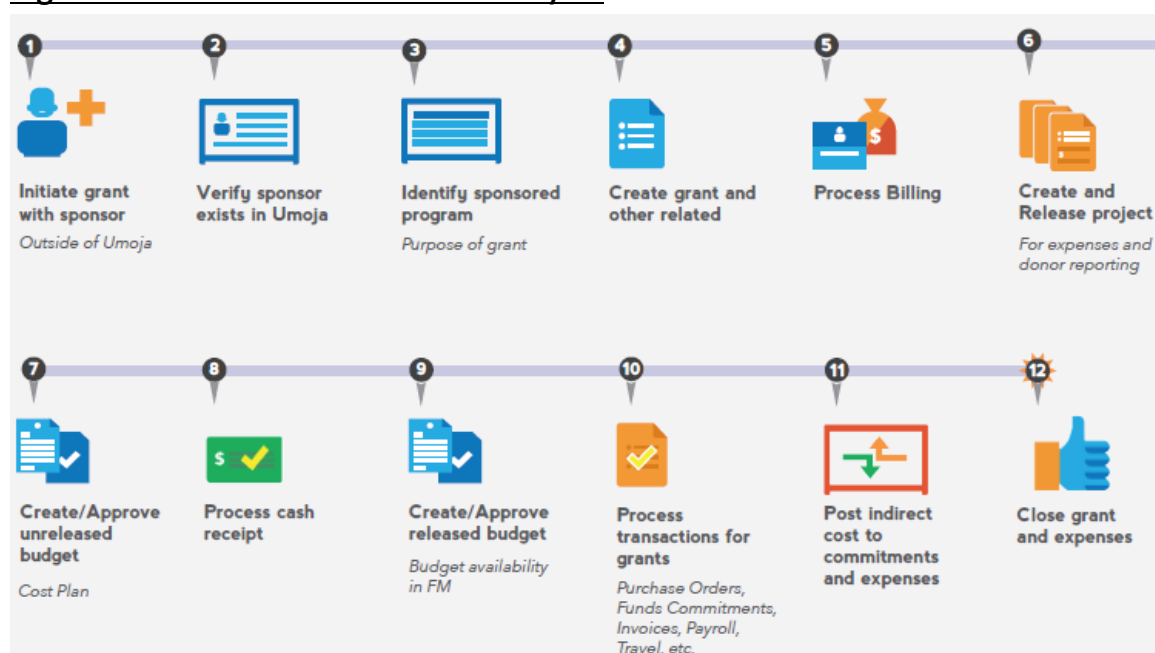 1
2
3
4
5
6
Initiate grant
with sponsor
Outside of Umoja
Verify sponsor
exists in Umoja
Identify sponsored
program
Purpose of grant
Create grant and
other related
Process Billing
Create and
Release project
For expenses and
donor reporting
$
7
8
9
10
11
12
Create/Approve
unreleased
budget
Cost Plan
$
Process cash
receipt
Create/Approve
released budget
Budget availability
in FM
Process
transactions for
grants
Purchase Orders,
Funds Commitments,
Invoices, Payroll,
Travel, etc.
Post indirect
cost to
commitments
and expenses
Close grant
and expenses